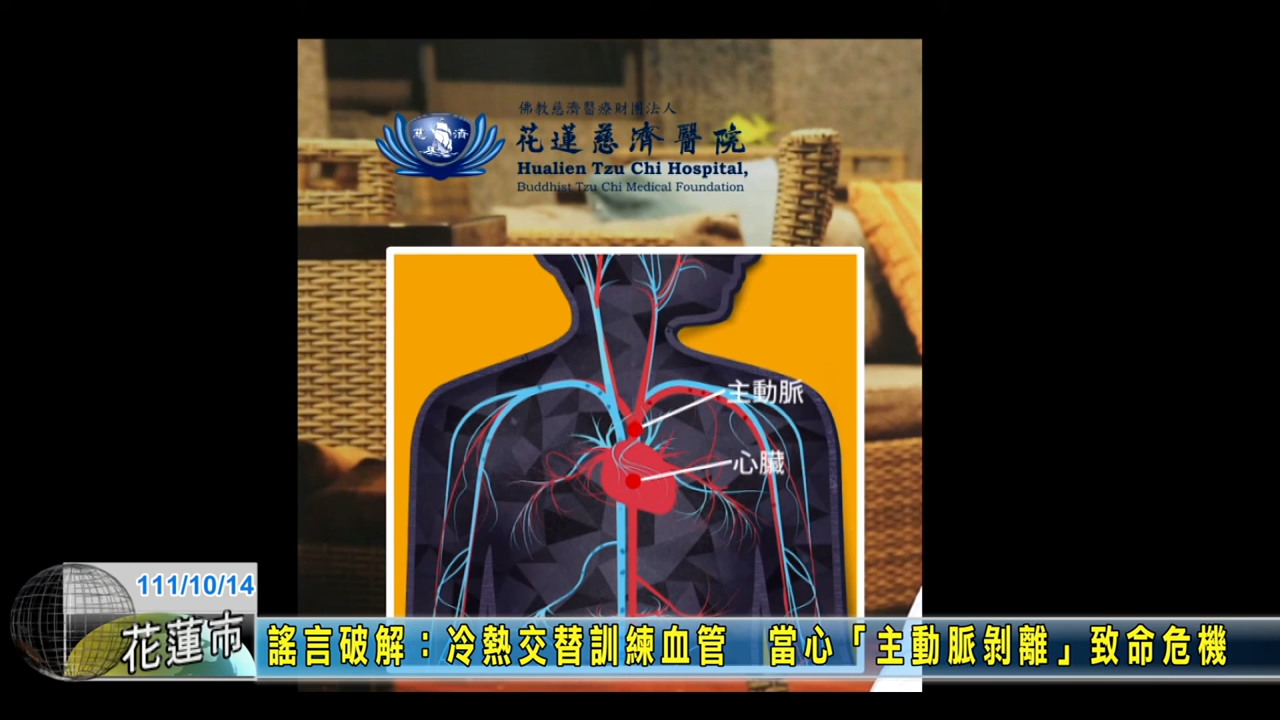 佛教慈濟醫療財團法人
慈濟
花蓮慈濟醫院
Hualien Tzu Chi Hospital,
Buddhist Tzu Chi Medical Foundation
主動脈
心臟
111/10/14
花蓮市
謠言破解：冷熱交替訓練血管 當心「主動脈剝離」致命危機